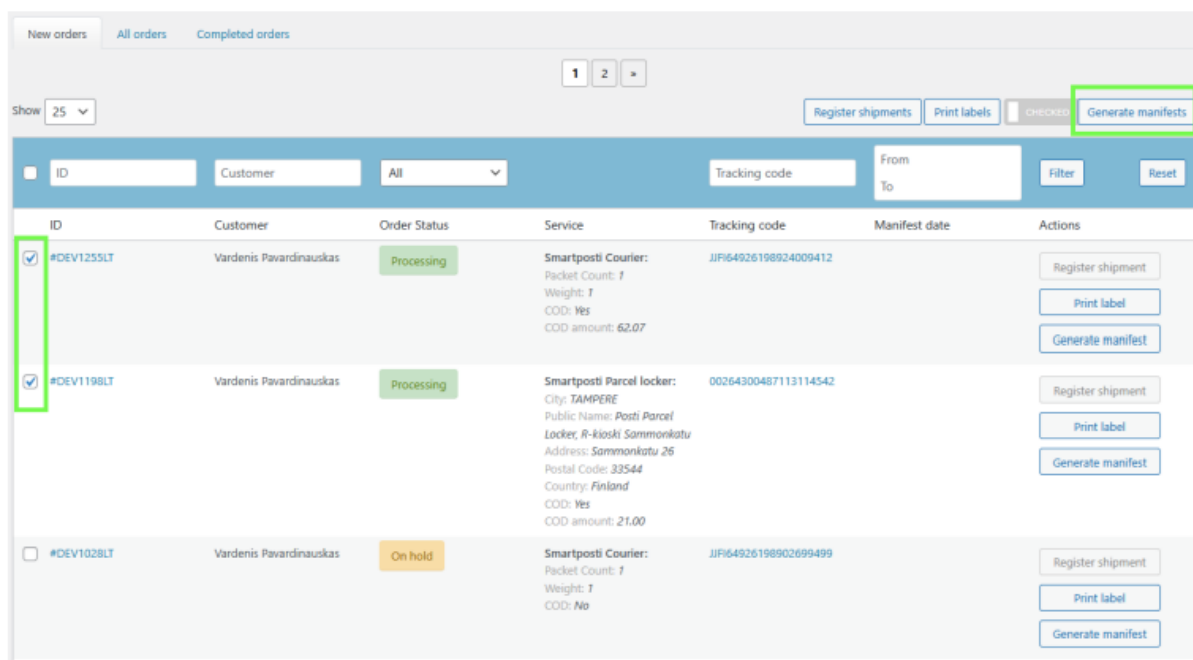 New orders All orders Completed orders
1 2 »
Show 25 Register shipments Print labels CHECKED Generate manifests
ID Customer All Tracking code From Filter Reset
To
ID Customer Order Status Service Tracking code Manifest date Actions
#DEV1255LT Vardenis Pavardinauskas Processing Smartposti Courier: JJFI64926198924009412 Register shipment
Packet Count: 1
Weight: 1 Print label
COD: Yes
COD amount: 62.07 Generate manifest
#DEV1198LT Vardenis Pavardinauskas Processing Smartposti Parcel locker: 00264300487113114542 Register shipment
City: TAMPERE
Public Name: Posti Parcel Print label
Locker, R-kioski Sammonkatu
Address: Sammonkatu 26 Generate manifest
Postal Code: 33544
Country: Finland
COD: Yes
COD amount: 21.00
#DEV1028LT Vardenis Pavardinauskas On hold Smartposti Courier: JJFI64926198902699499 Register shipment
Packet Count: 1
Weight: 1 Print label
COD: No
Generate manifest